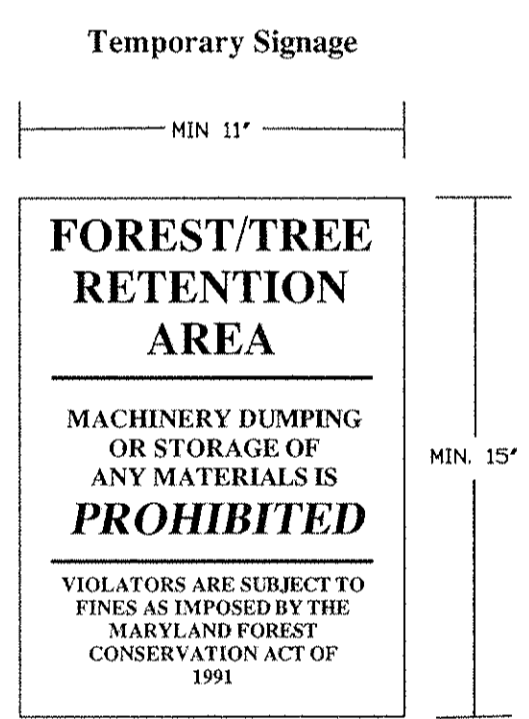 Temporary Signage
MIN 11"
FOREST/TREE
RETENTION
AREA
MACHINERY DUMPING
OR STORAGE OF
ANY MATERIALS IS
PROHIBITED
MIN. 15"
VIOLATORS ARE SUBJECT TO
FINES AS IMPOSED BY THE
MARYLAND FOREST
CONSERVATION ACT OF
1991